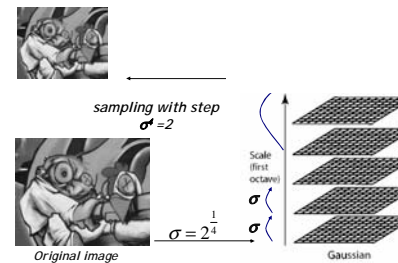 sampling with step
σ⁴ =2
Scale
(first
octave)
σ
σ
σ = 2^{1/4}
Original image
Gaussian